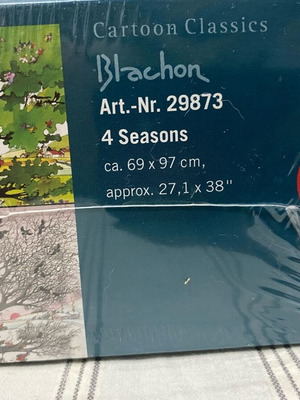 Cartoon Classics
Blachon
Art.-Nr. 29873
4 Seasons
ca. 69 x 97 cm,
approx. 27,1 x 38"